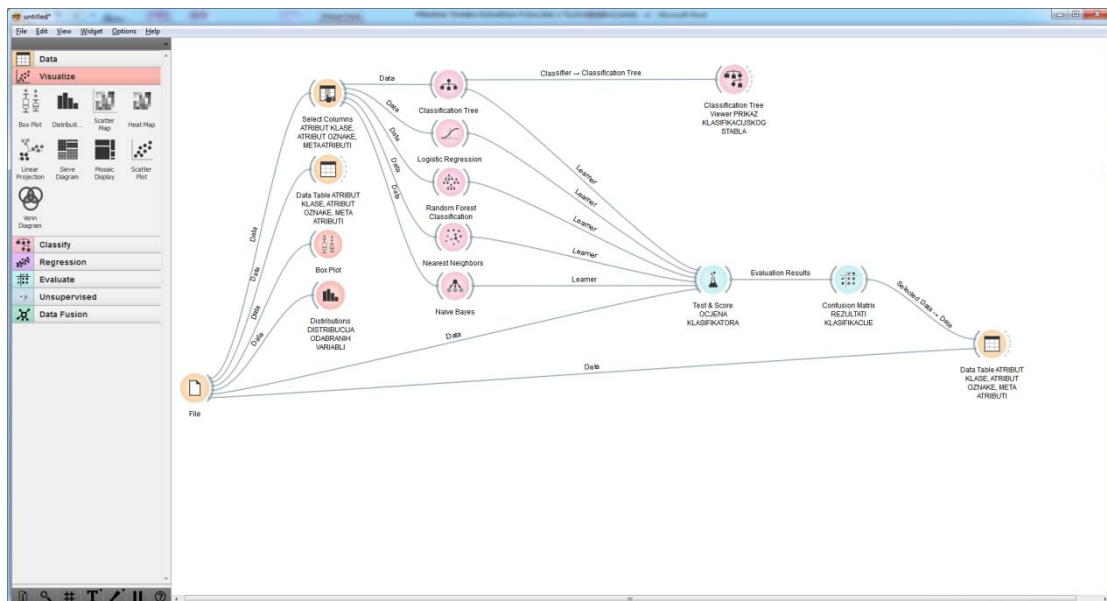 untitled*
File Edit View Widget Options Help
Data
Visualize
Box Plot
Distributi...
Scatter
Map
Heat Map
Linear
Projection
Sieve
Diagram
Mosaic
Display
Scatter
Plot
Venn
Diagram
Classify
Regression
Evaluate
Unsupervised
Data Fusion
Data
Classifier → Classification Tree
Select Columns
ATRIBUT KLASE,
ATRIBUT OZNAKE,
METAATRIBUTI
Classification Tree
Classification Tree
Viewer PRIKAZ
KLASIFIKACIJSKOG
STABLA
Data
Data
Data
Data
Logistic Regression
Learner
Learner
Learner
Learner
Learner
Data Table ATRIBUT
KLASE, ATRIBUT
OZNAKE, META
ATRIBUTI
Random Forest
Classification
Data
Data
Data
Data
Box Plot
Nearest Neighbors
Naive Bayes
Evaluation Results
Distributions
DISTRIBUCIJA
ODABRANIH
VARIABLI
Test & Score
OCJENA
KLASIFIKATORA
Confusion Matrix
REZULTATI
KLASIFIKACIJE
Selected Data → Data
Data
Data
Data Table ATRIBUT
KLASE, ATRIBUT
OZNAKE, META
ATRIBUTI
File